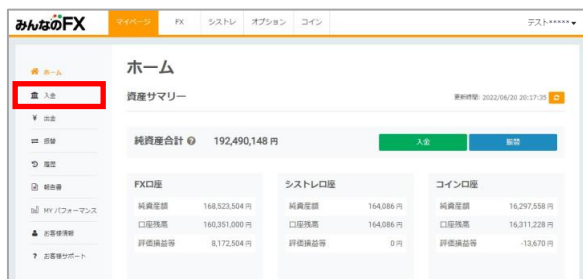 みんなのFX
マイページ FX シストレ オプション コイン テスト***** ▾
ホーム
入金
出金
振替
履歴
報告書
MY パフォーマンス
お客様情報
お客様サポート
ホーム
資産サマリー 更新時間: 2022/06/20 20:17:35
純資産合計 192,490,148 円 入金 振替
FX口座
純資産額 168,523,504 円
口座残高 160,351,000 円
評価損益等 8,172,504 円
シストレ口座
純資産額 164,086 円
口座残高 164,086 円
評価損益等 0 円
コイン口座
純資産額 16,297,558 円
口座残高 16,311,228 円
評価損益等 -13,670 円